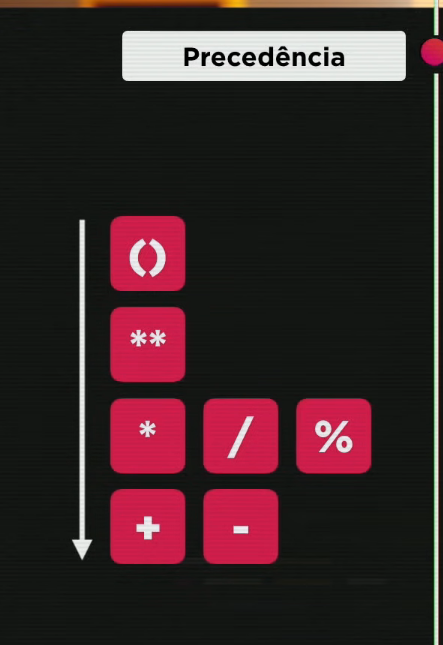 Precedência
()
**
* / %
+ -